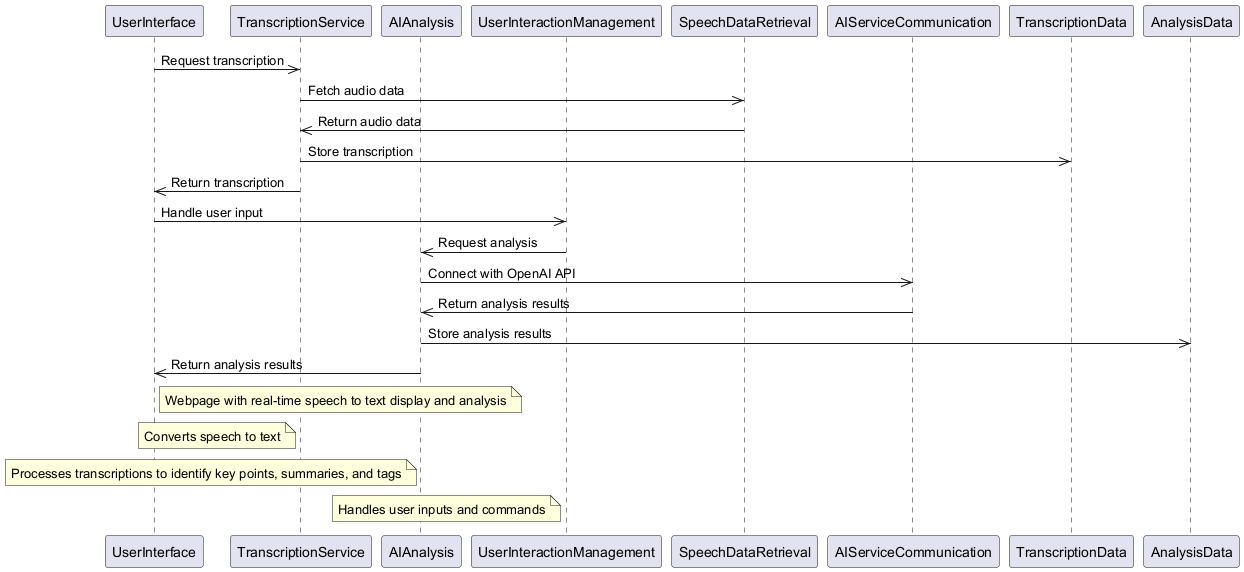 UserInterface TranscriptionService AIAnalysis UserInteractionManagement SpeechDataRetrieval AIServiceCommunication TranscriptionData AnalysisData
Request transcription
Fetch audio data
Return audio data
Store transcription
Return transcription
Handle user input
Request analysis
Connect with OpenAI API
Return analysis results
Store analysis results
Return analysis results
Webpage with real-time speech to text display and analysis
Converts speech to text
Processes transcriptions to identify key points, summaries, and tags
Handles user inputs and commands
UserInterface TranscriptionService AIAnalysis UserInteractionManagement SpeechDataRetrieval AIServiceCommunication TranscriptionData AnalysisData